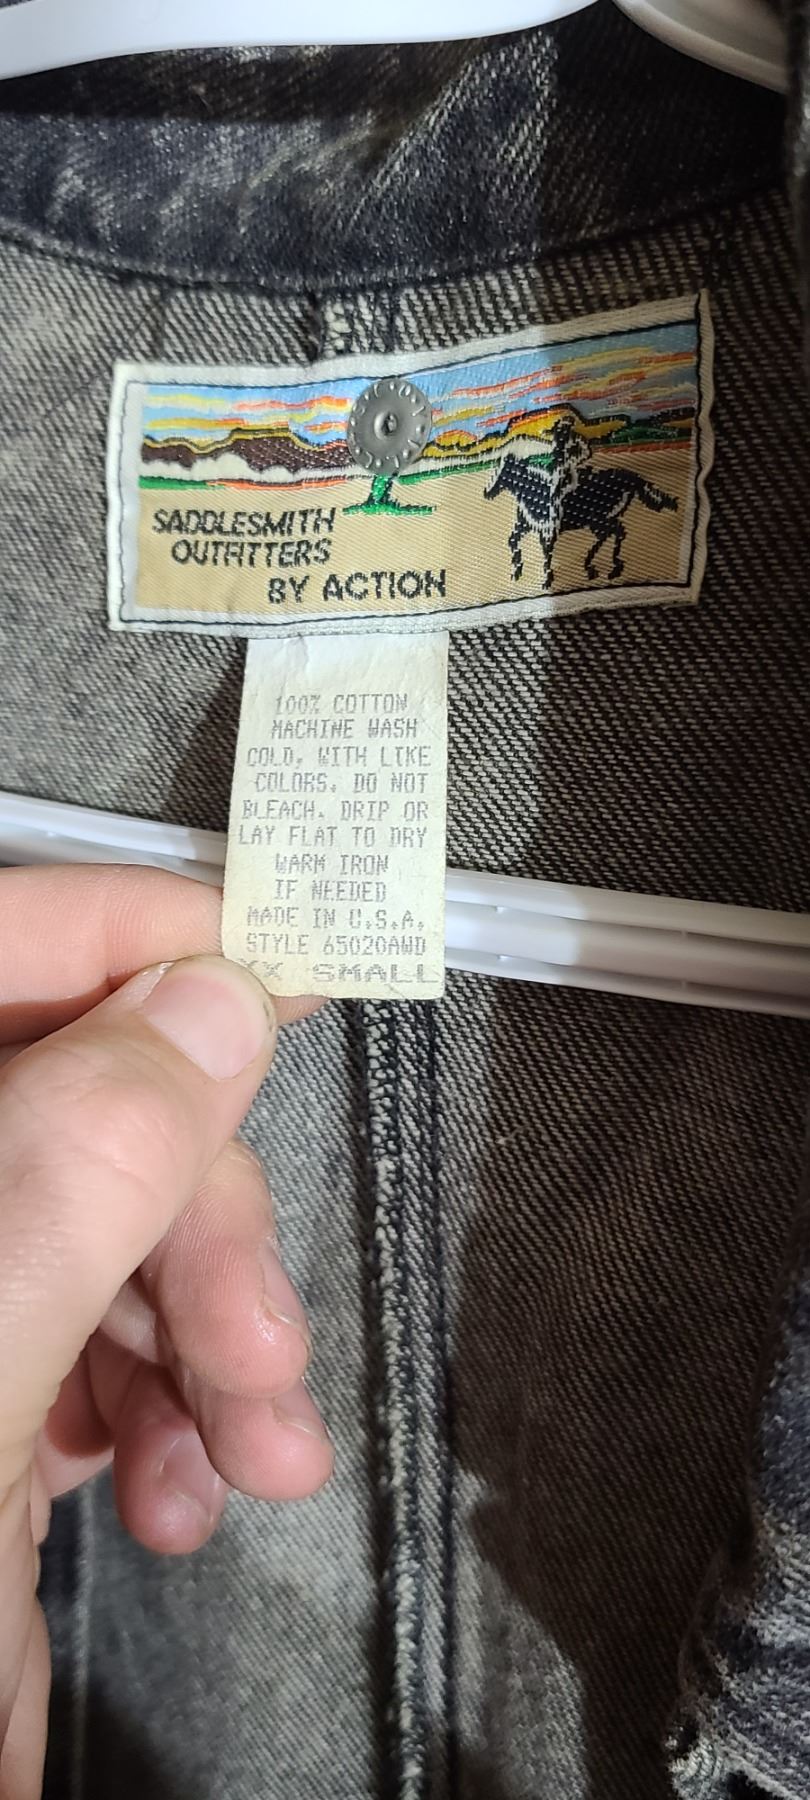 SADDLESMITH
OUTFITTERS
BY ACTION
100% COTTON
MACHINE WASH
COLD, WITH LIKE
COLORS. DO NOT
BLEACH. DRIP OR
LAY FLAT TO DRY
WARM IRON
IF NEEDED
MADE IN U.S.A.
STYLE 65020AWD
XX SMALL